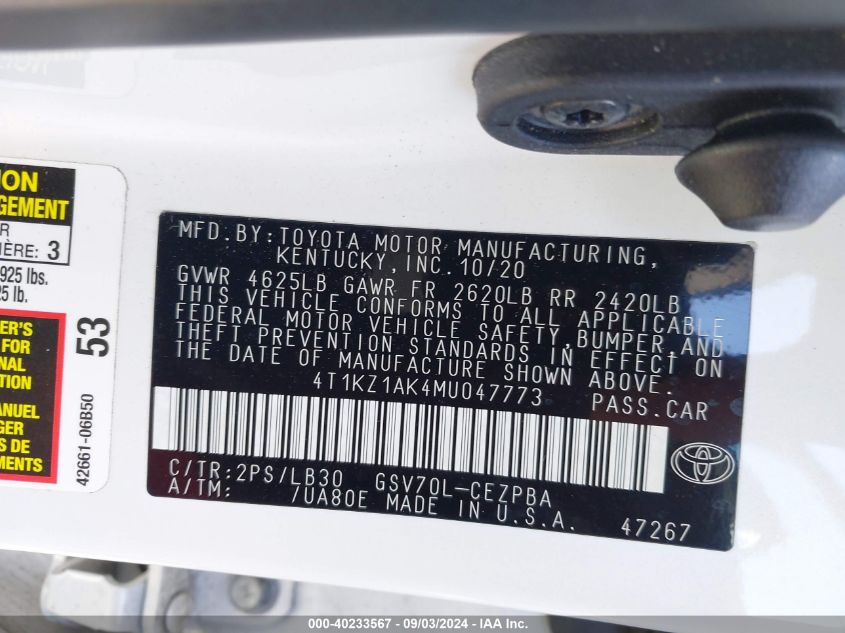 ION
GEMENT
R
IÈRE: 3
925 lbs.
5 lb.
ER'S
FOR
NAL
TION
ANUEL
GER
S DE
MENTS
53
42661-06B50
MFD.BY:TOYOTA MOTOR MANUFACTURING,
KENTUCKY,INC.10/20
GVWR 4625LB GAWR FR 2620LB RR 2420LB
THIS VEHICLE CONFORMS TO ALL APPLICABLE
FEDERAL MOTOR VEHICLE SAFETY,BUMPER,AND
THEFT PREVENTION STANDARDS IN EFFECT ON
THE DATE OF MANUFACTURE SHOWN ABOVE.
4T1KZ1AK4MU047773 PASS.CAR
C/TR:2PS/LB30 GSV70L-CEZPBA
A/TM: /UA80E MADE IN U.S.A. 47267
000-40233567 - 09/03/2024 - IAA Inc.